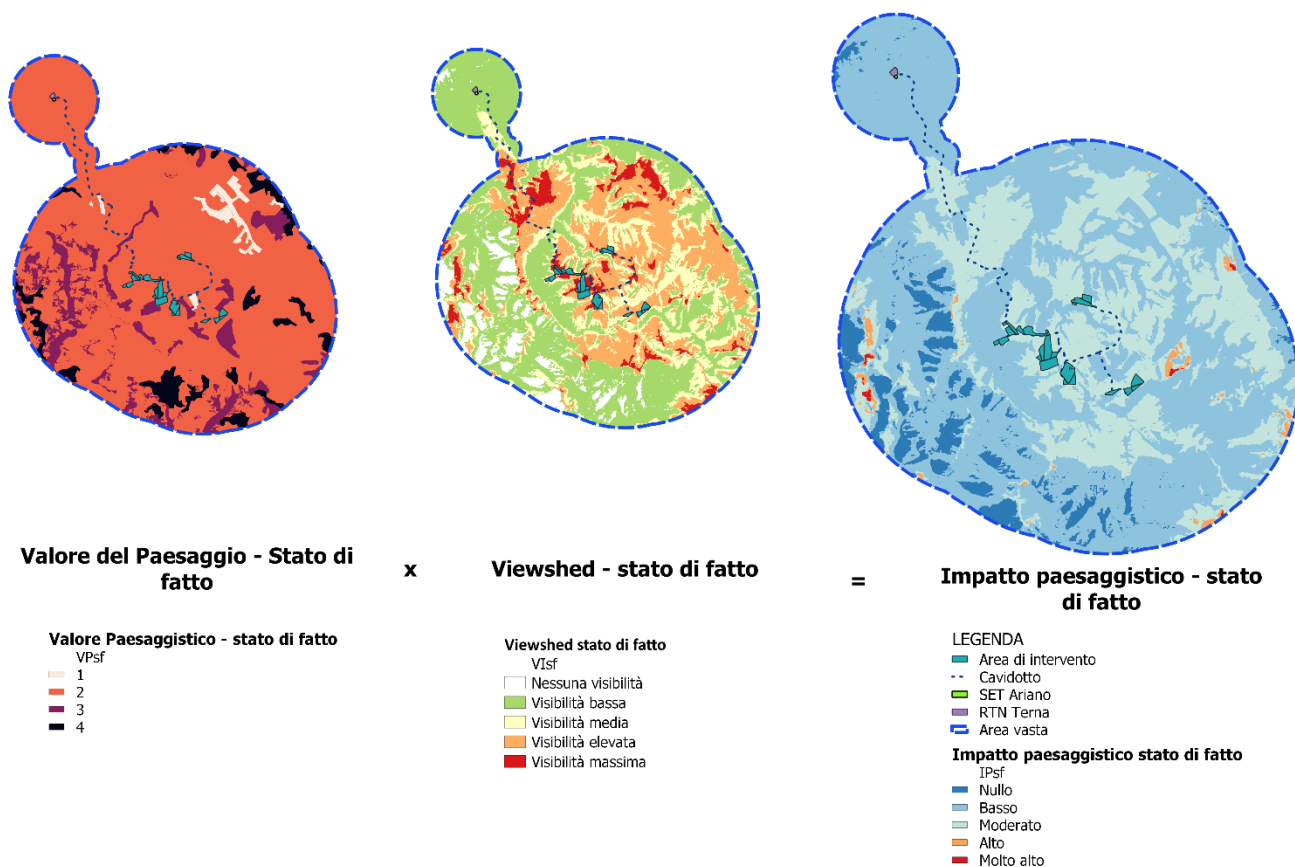 Valore del Paesaggio - Stato di
fatto
x
Viewshed - stato di fatto
=
Impatto paesaggistico - stato
di fatto
Valore Paesaggistico - stato di fatto
VPsf
1
2
3
4
Viewshed stato di fatto
VIsf
Nessuna visibilità
Visibilità bassa
Visibilità media
Visibilità elevata
Visibilità massima
LEGENDA
Area di intervento
Cavidotto
SET Ariano
RTN Terna
Area vasta
Impatto paesaggistico stato di fatto
IPsf
Nullo
Basso
Moderato
Alto
Molto alto